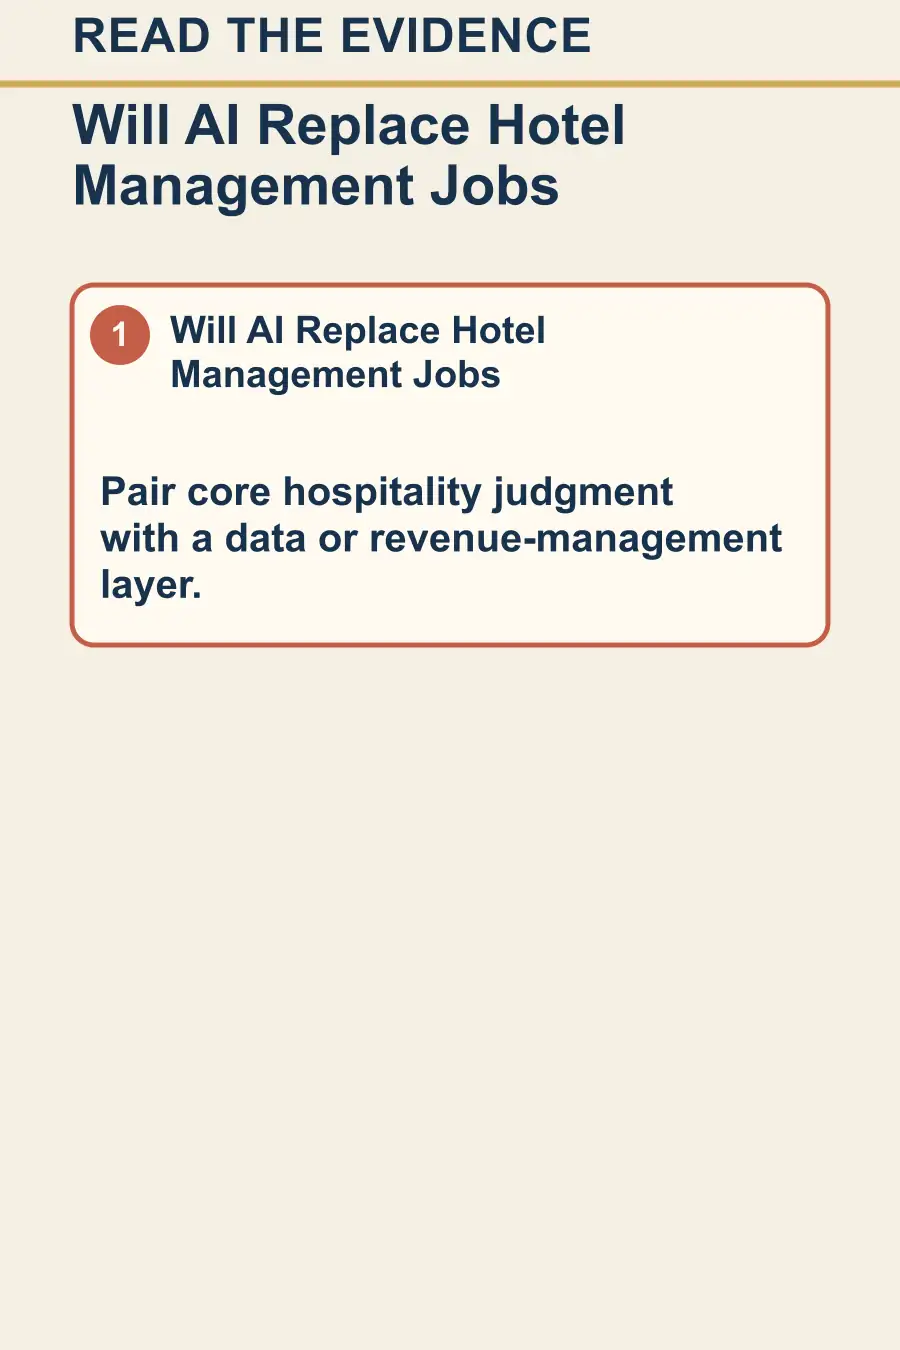 READ THE EVIDENCE
Will AI Replace Hotel
Management Jobs
1
Will AI Replace Hotel
Management Jobs
Pair core hospitality judgment
with a data or revenue-management
layer.